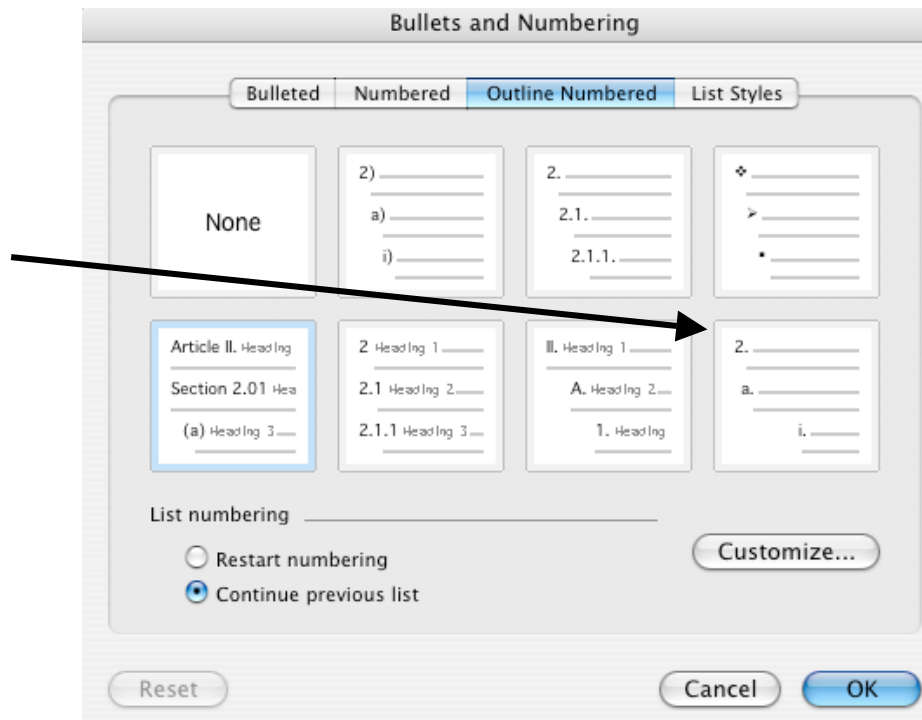 Bullets and Numbering
Bulleted Numbered Outline Numbered List Styles
None
2)
a)
i)
2.
2.1.
2.1.1.
Article II. Heading
Section 2.01 Hea
(a) Heading 3
2 Heading 1
2.1 Heading 2
2.1.1 Heading 3
II. Heading 1
A. Heading 2
1. Heading
2.
a.
i.
List numbering
Restart numbering
Continue previous list
Customize...
Reset Cancel OK